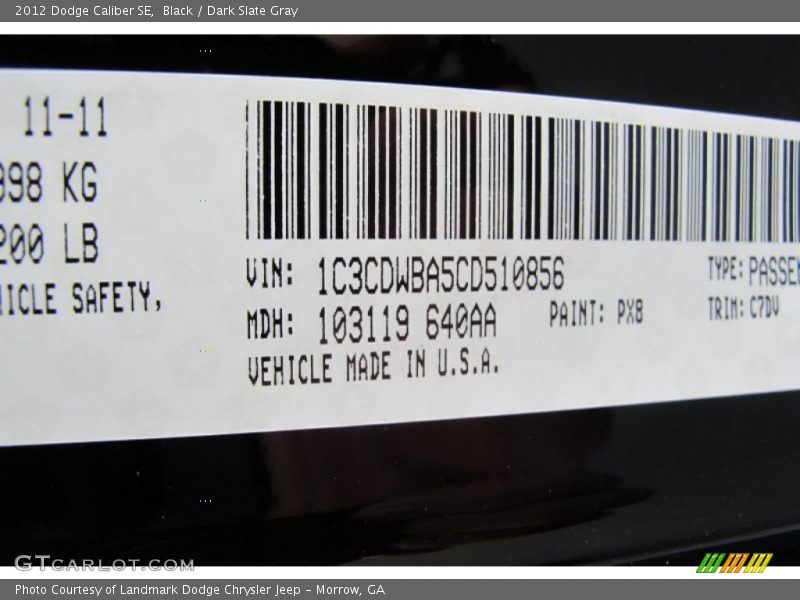 2012 Dodge Caliber SE, Black / Dark Slate Gray
11-11
998 KG
200 LB
SAFETY,
VIN: 1C3CDWBA5CD510856
MDH: 103119 640AA
PAINT: PX8
VEHICLE MADE IN U.S.A.
TYPE:
TRIM: C7DV
GTCARLOT.COM
Photo Courtesy of Landmark Dodge Chrysler Jeep - Morrow, GA